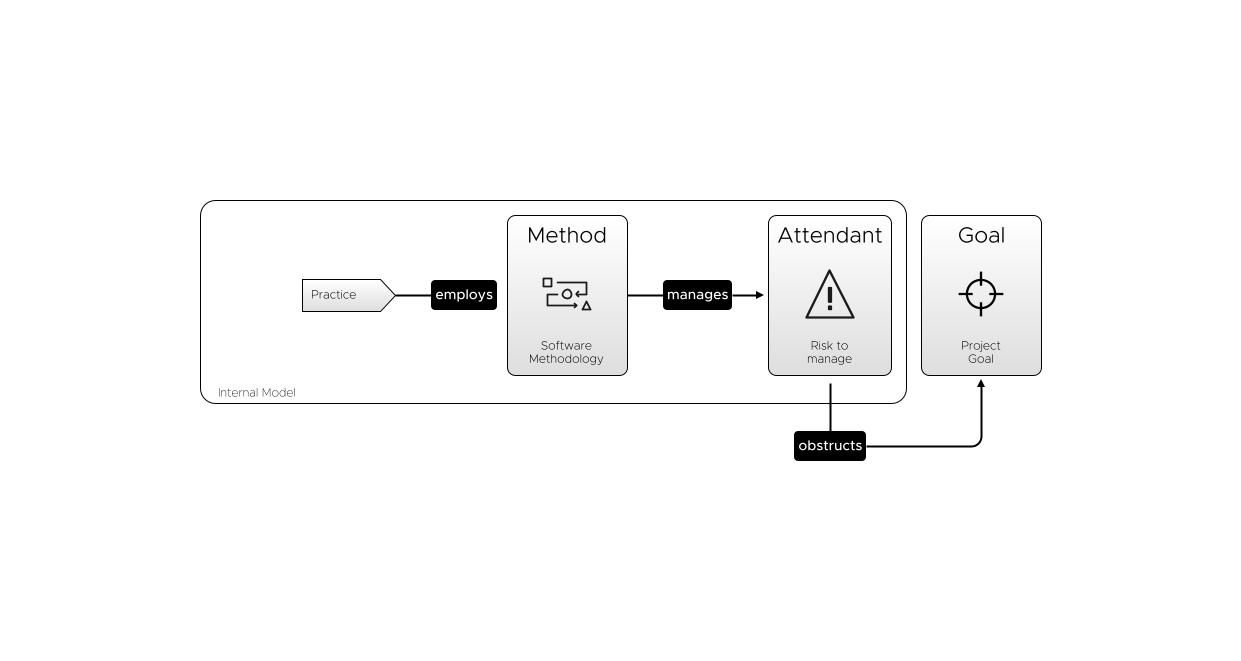 Method
Attendant
Goal
Practice
employs
manages
Software
Methodology
Risk to
manage
Project
Goal
Internal Model
obstructs